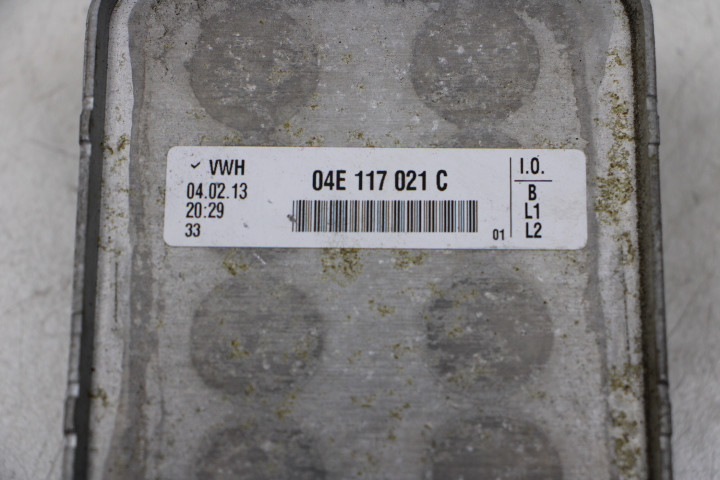 ✓ VWH
04.02.13
20:29
33
04E 117 021 C
01
I.O.
B
L1
L2